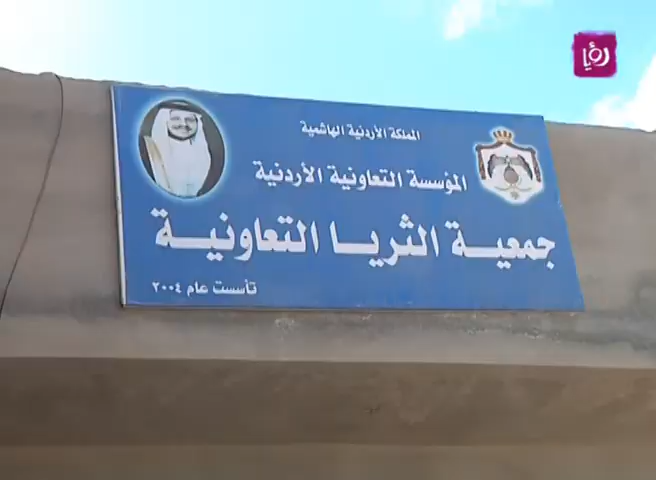 رؤيا
المملكة الأردنية الهاشمية
المؤسسة التعاونية الأردنية
جمعية الثريا التعاونية
تأسست عام ٢٠٠٤